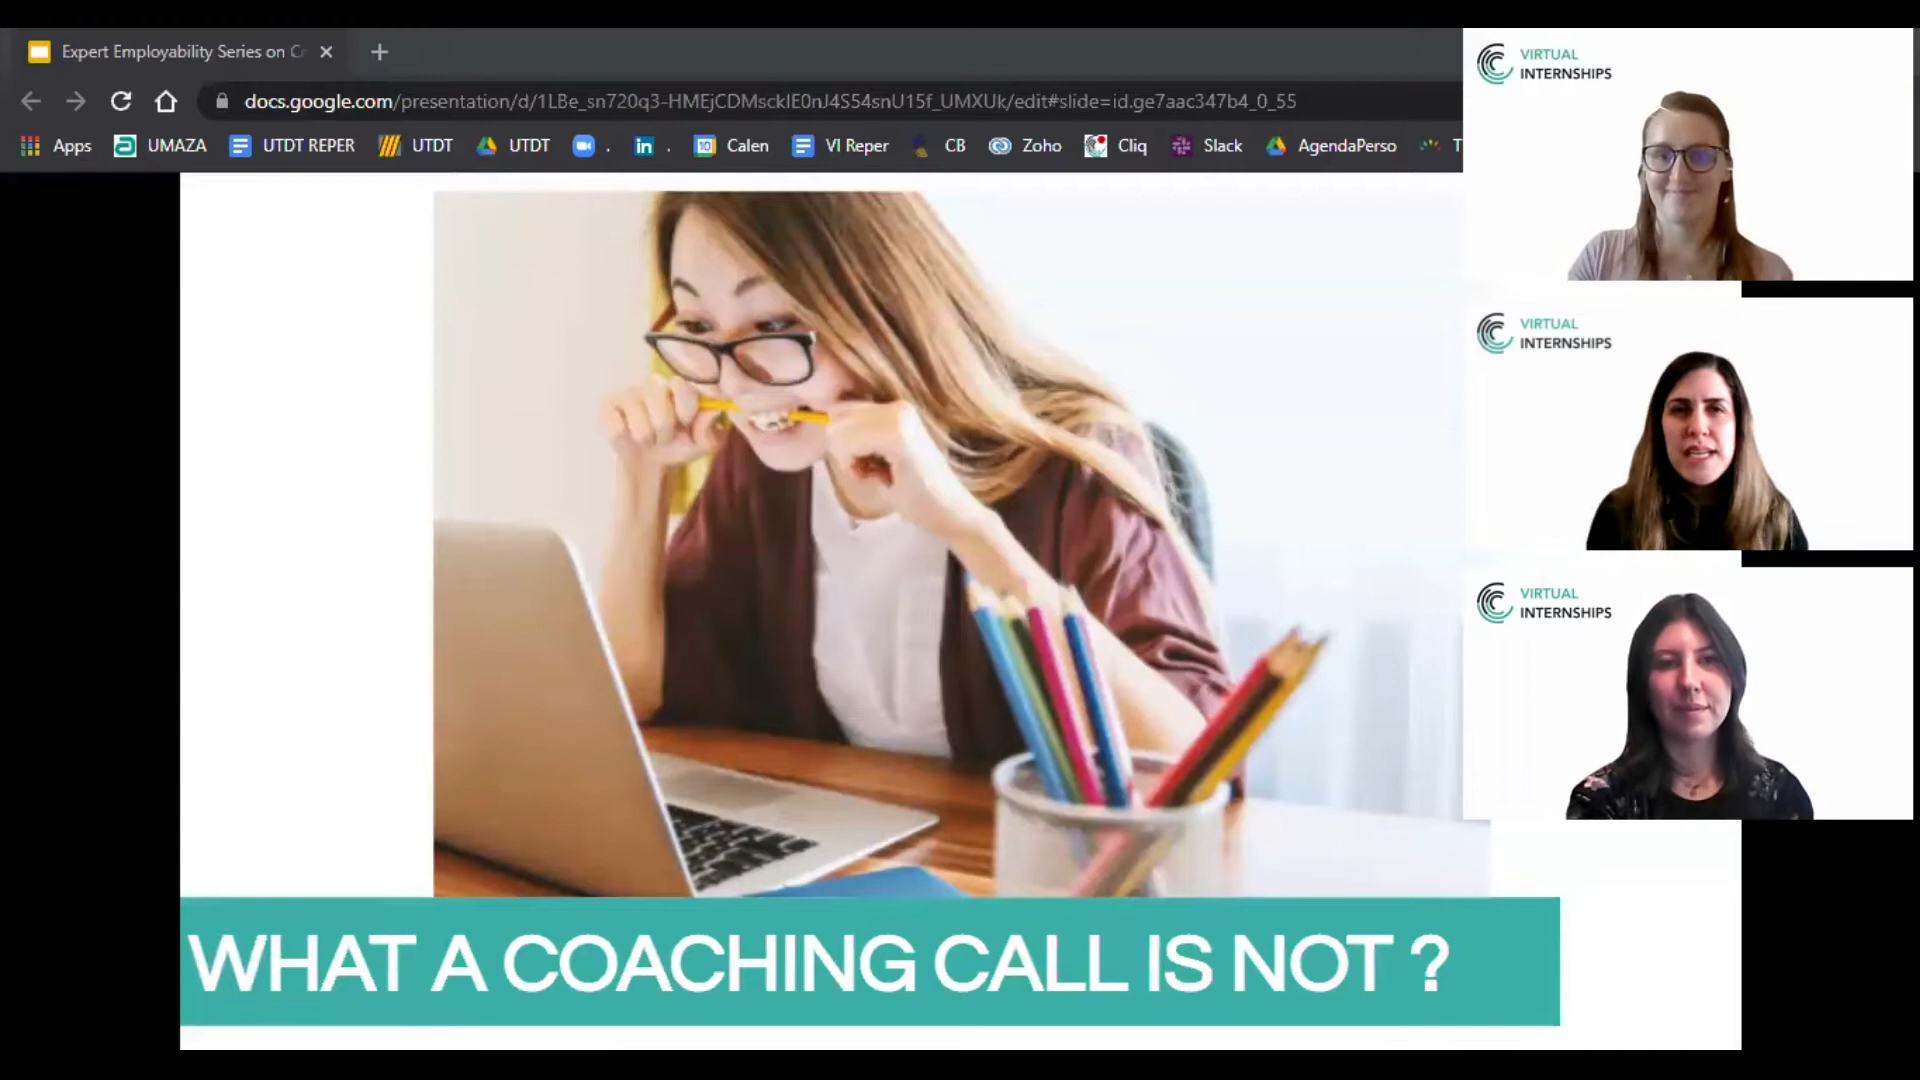 Expert Employability Series on C
docs.google.com/presentation/d/1LBe_sn720q3-HMEjCDMsckIE0nJ4S54snU15f_UMXUk/edit#slide=id.ge7aac347b4_0_55
Apps UMAZA UTDT REPER UTDT UTDT . . Calen VI Reper CB Zoho Cliq Slack AgendaPerso T
VIRTUAL
INTERNSHIPS
VIRTUAL
INTERNSHIPS
VIRTUAL
INTERNSHIPS
WHAT A COACHING CALL IS NOT ?